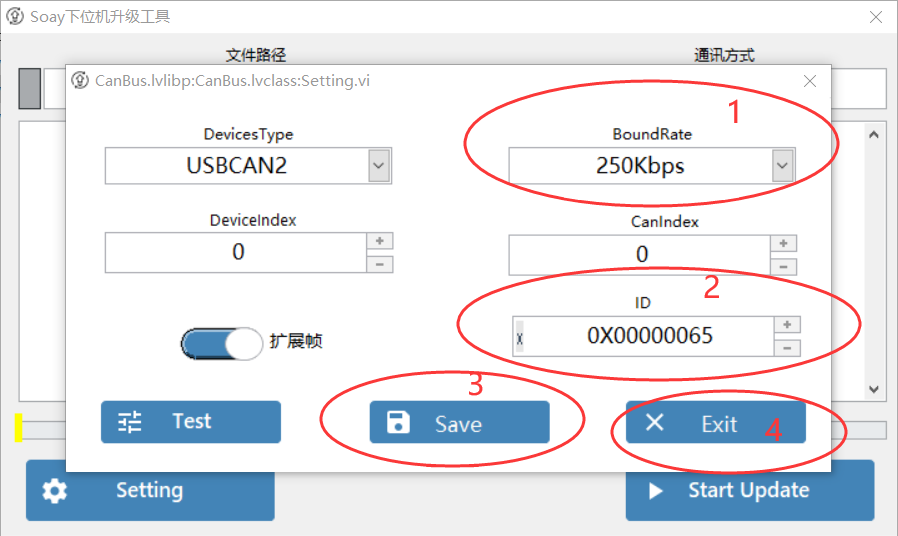 Soay下位机升级工具
文件路径
通讯方式
CanBus.lvlibp:CanBus.lvclass:Setting.vi
1
DevicesType
BoundRate
USBCAN2
250Kbps
DeviceIndex
CanIndex
0
0
2
ID
x
0X00000065
扩展帧
3
Test
Save
Exit
4
Setting
Start Update